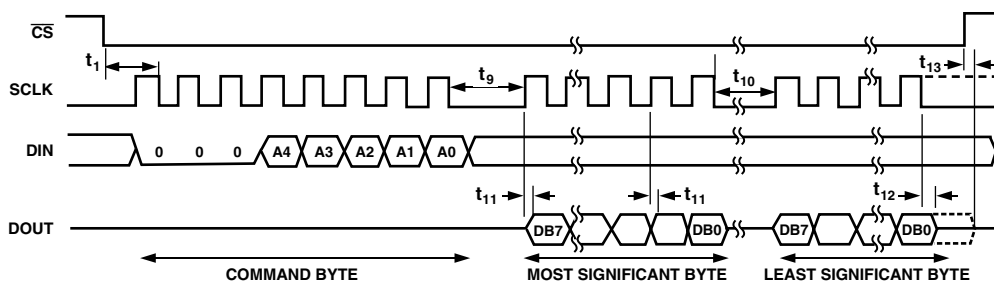 CS
t1
t9
t10
t13
SCLK
DIN
0 0 0 A4 A3 A2 A1 A0
t11
t11
t12
DOUT
DB7 DB0 DB7 DB0
COMMAND BYTE
MOST SIGNIFICANT BYTE
LEAST SIGNIFICANT BYTE